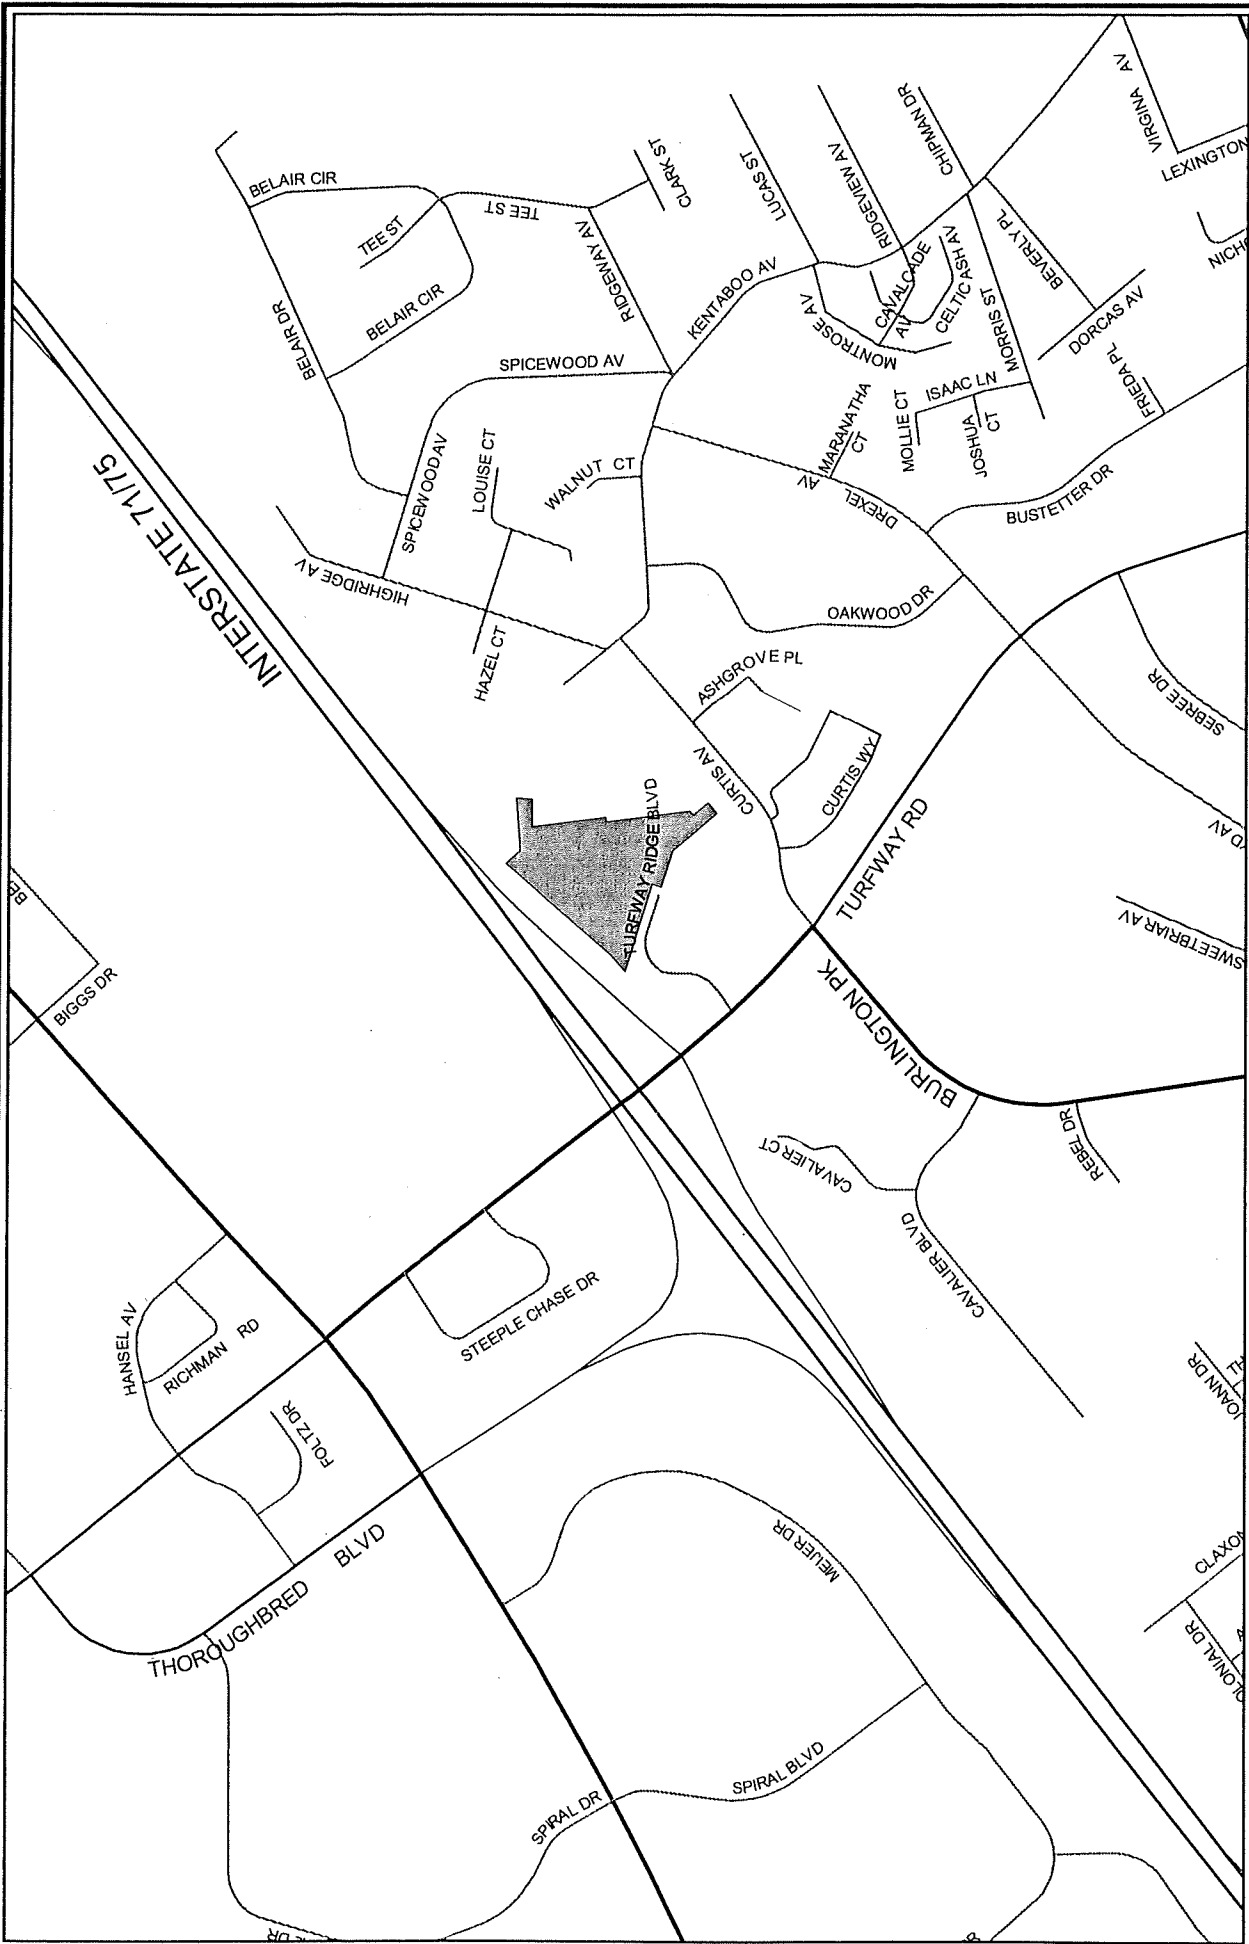 VIRGINIA AV
LEXINGTON
CHIPMAN DR
RIDGEVIEW AV
LUCAS ST
CLARK ST
BELAIR CIR
TEE ST
TEE ST
RIDGEWAY AV
BELAIR CIR
BELAIR DR
KENTABOO AV
CAVALCADE
AV
CELTIC ASH AV
BEVERLY PL
MONTROSE AV
MORRIS ST
DORCAS AV
FRIEDA PL
SPICEWOOD AV
SPICEWOOD AV
ISAAC LN
MARANATHA
CT
MOLLIE CT
JOSHUA
CT
LOUISE CT
WALNUT CT
DREXEL AV
BUSTETTER DR
INTERSTATE 71/75
HIGHRIDGE AV
HAZEL CT
OAKWOOD DR
ASHGROVE PL
SEBREE DR
CURTIS AV
CURTIS WY
TURFWAY RIDGE BLVD
TURFWAY RD
SWEETBRIAR AV
BURLINGTON PK
BIGGS DR
CAVALIER CT
REBEL DR
CAVALIER BLVD
STEEPLE CHASE DR
HANSEL AV
RICHMAN RD
FOLTZ DR
JOANN DR
THOROUGHBRED BLVD
MEIJER DR
SPIRAL DR
SPIRAL BLVD